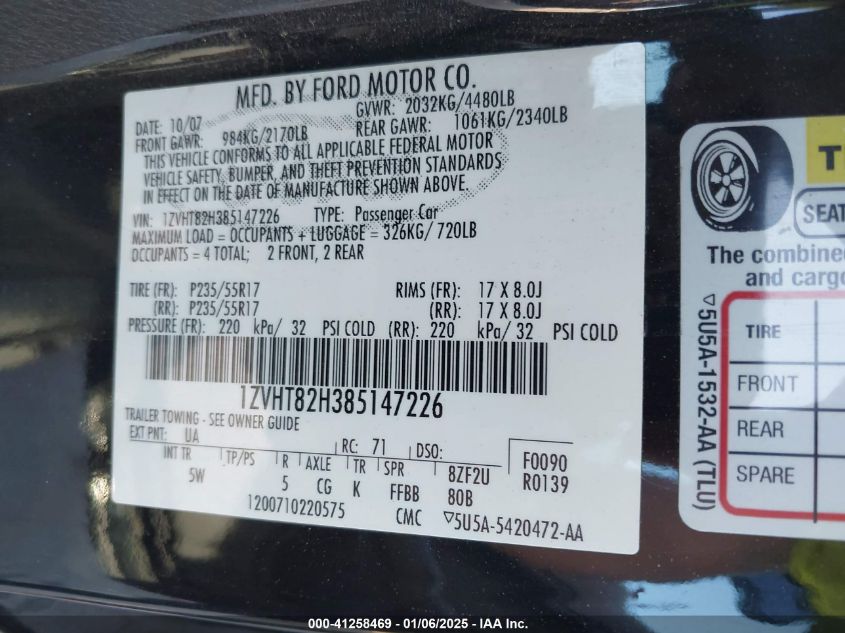 MFD. BY FORD MOTOR CO.
DATE: 10/07 GVWR: 2032KG/4480LB
FRONT GAWR: 984KG/2170LB REAR GAWR: 1061KG/2340LB
THIS VEHICLE CONFORMS TO ALL APPLICABLE FEDERAL MOTOR
VEHICLE SAFETY, BUMPER, AND THEFT PREVENTION STANDARDS
IN EFFECT ON THE DATE OF MANUFACTURE SHOWN ABOVE.
VIN: 1ZVHT82H385147226 TYPE: Passenger Car
MAXIMUM LOAD = OCCUPANTS + LUGGAGE = 326KG/ 720LB
OCCUPANTS = 4 TOTAL; 2 FRONT, 2 REAR
TIRE (FR): P235/55R17 RIMS (FR): 17 X 8.0J
(RR): P235/55R17 (RR): 17 X 8.0J
PRESSURE (FR): 220 kPa/ 32 PSI COLD (RR): 220 kPa/ 32 PSI COLD
1ZVHT82H385147226
TRAILER TOWING - SEE OWNER GUIDE
EXT PNT: UA RC: 71 DSO: F0090
INT TR TP/PS R AXLE TR SPR 8ZF2U R0139
5W 5 CG K FFBB 80B
1200710220575 CMC ▽5U5A-5420472-AA
T
SEAT
The combine
and cargo
TIRE
FRONT
REAR
SPARE
▽5U5A-1532-AA (TLU)
000-41258469 - 01/06/2025 - IAA Inc.